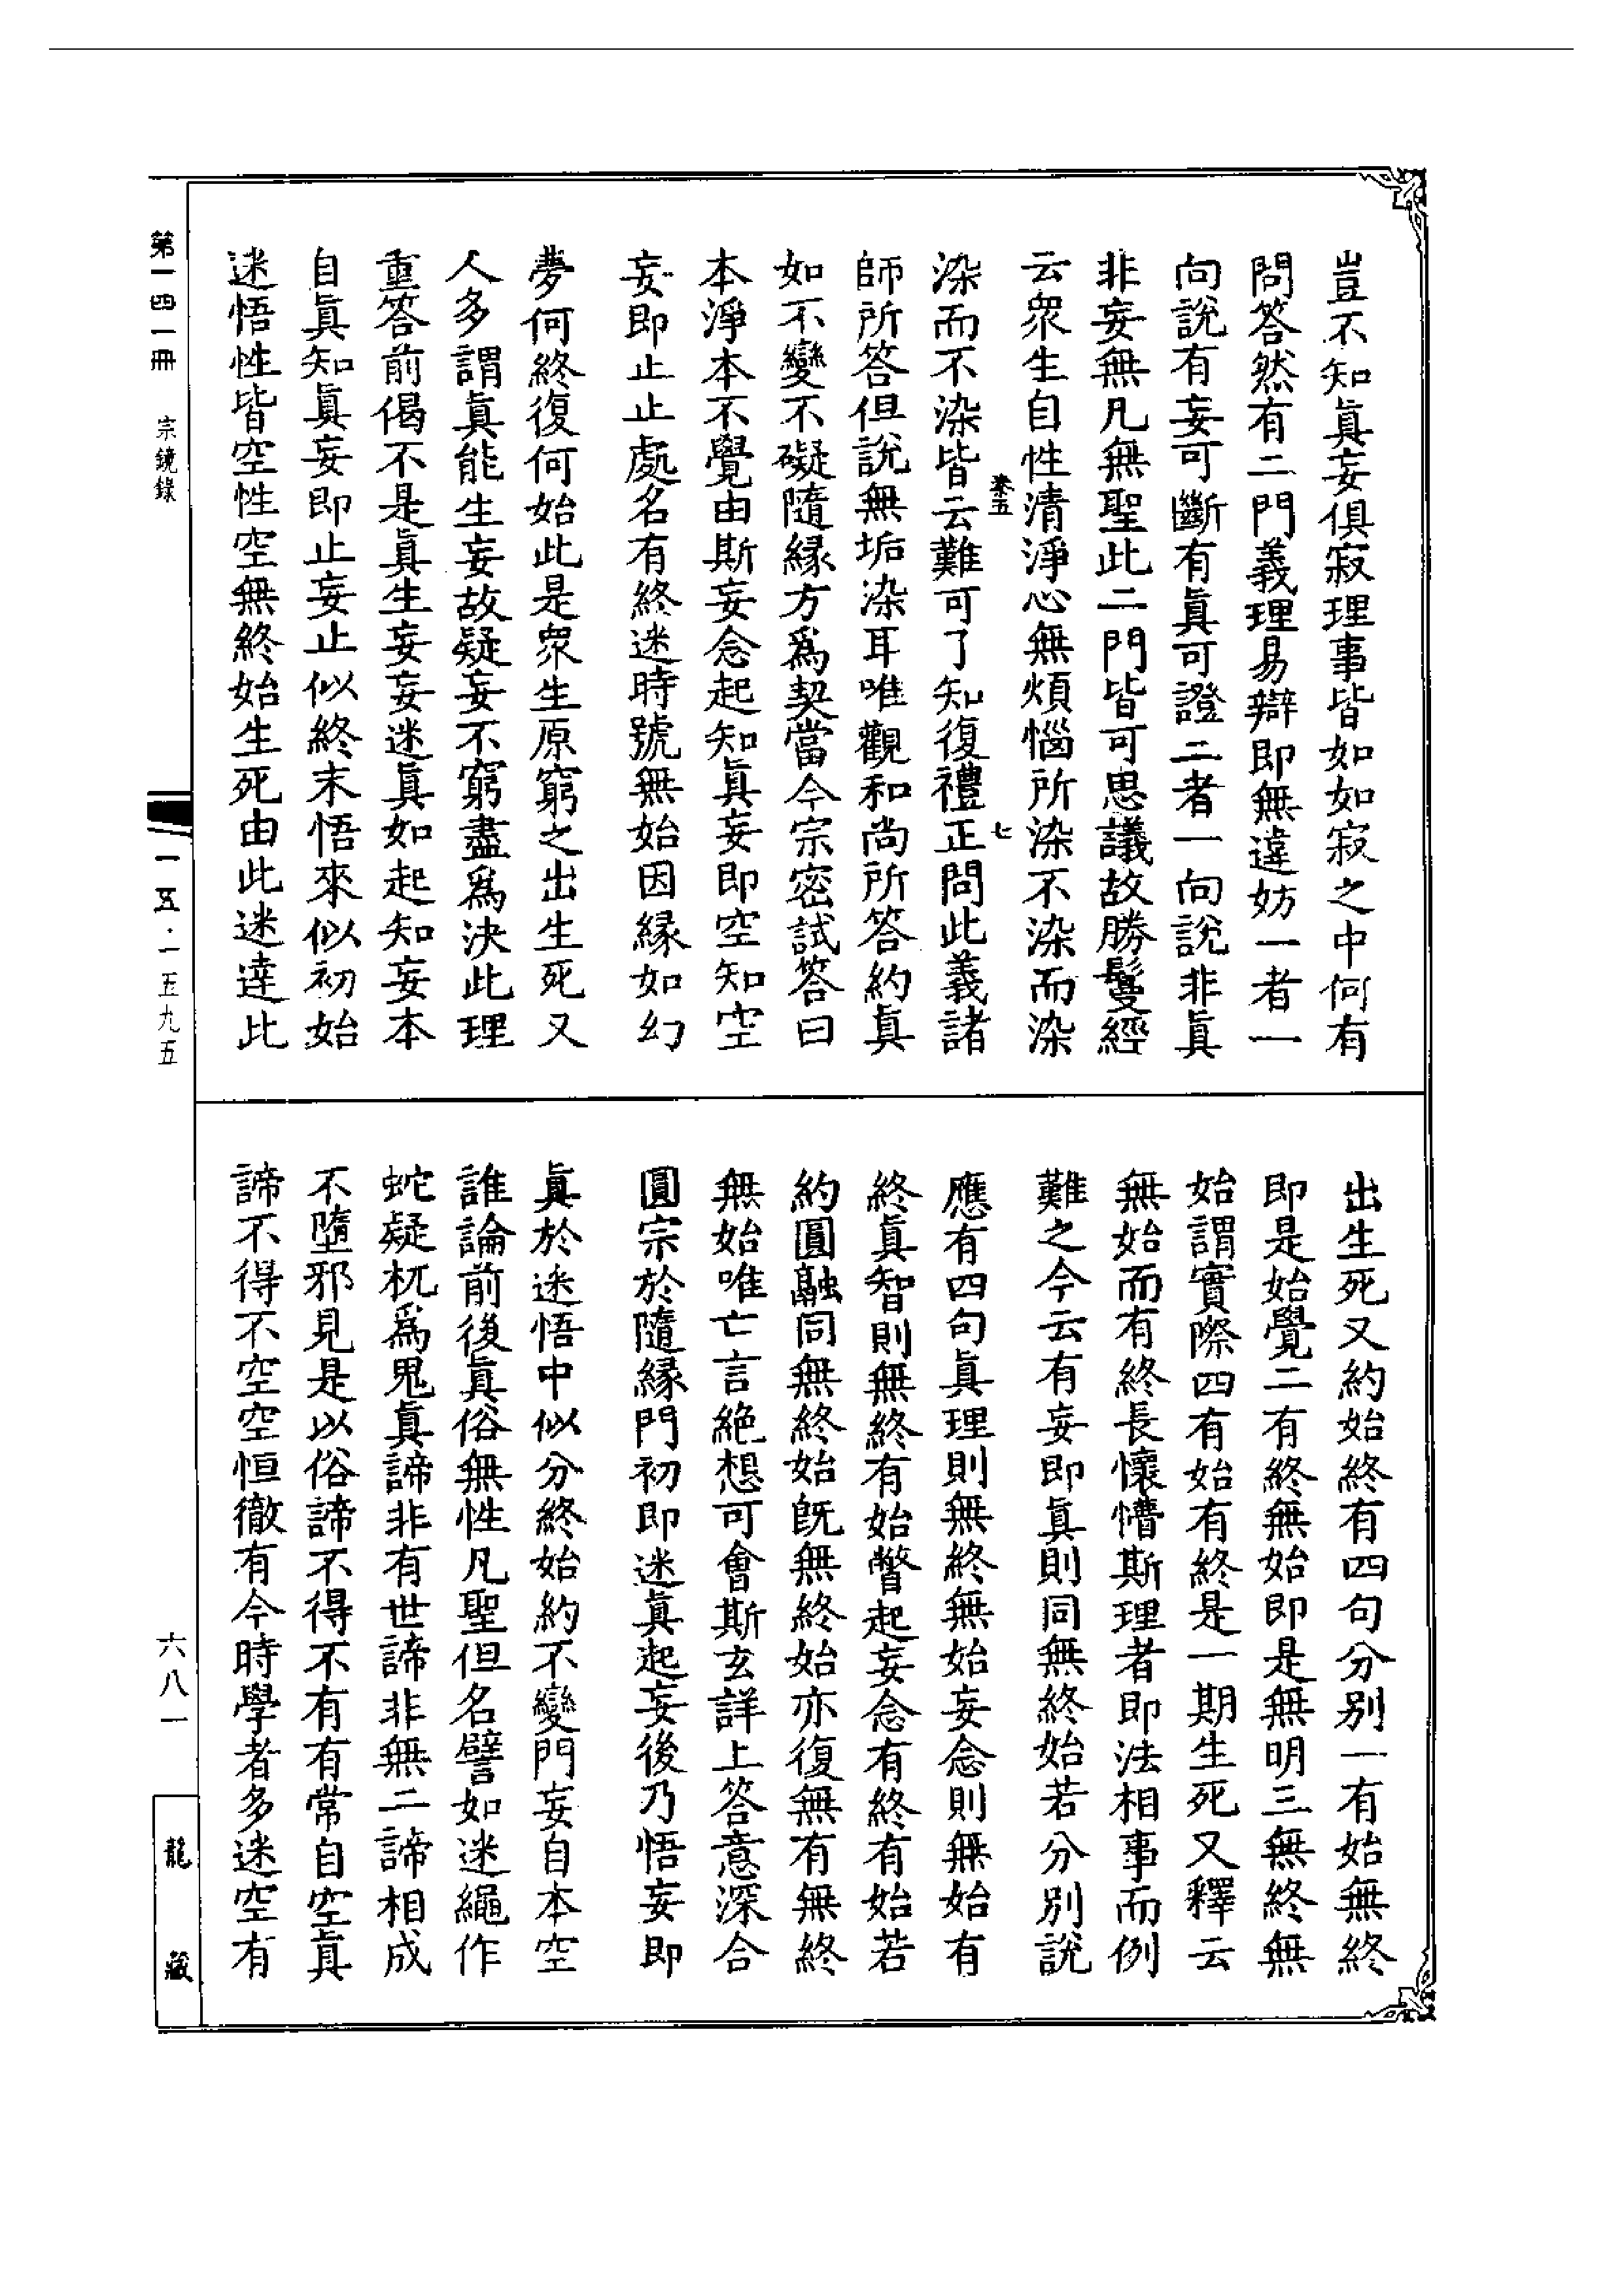 豈不知眞妄俱寂理事皆如如寂之中何有
問答然有二門義理易辯即無違妨一者一
向說有妄可斷有眞可證二者一向說非眞
非妄無凡無聖此二門皆可思議故勝鬘經
云衆生自性清淨心無煩惱所染不染而染
卷五
七
染而不染皆云難可了知復禮正問此義諸
師所答但說無垢染耳唯觀和尚所答約眞
如不變不礙隨緣方爲契當今宗密試答曰
本淨本不覺由斯妄念起知眞妄即空知空
妄即止止處名有終迷時號無始因緣如幻
夢何終復何始此是衆生原窮之出生死又
人多謂眞能生妄故疑妄不窮盡爲決此理
重答前偈不是眞生妄妄迷眞如起知妄本
自眞知眞妄即止妄止似終末悟來似初始
迷悟性皆空性空無終始生死由此迷達此
出生死又約始終有四句分別一有始無終
即是始覺二有終無始即是無明三無終無
始謂實際四有始有終是一期生死又釋云
無始而有終長懷懵斯理者即法相事而例
難之今云有妄即眞則同無終始若分別說
應有四句眞理則無終無始妄念則無始有
終眞智則無終有始瞥起妄念有終有始若
約圓融同無終始旣無終始亦復無有無終
無始唯亡言絕想可會斯玄詳上答意深合
圓宗於隨緣門初即迷眞起妄後乃悟妄即
眞於迷悟中似分終始約不變門妄自本空
誰論前後眞俗無性凡聖但名譬如迷繩作
蛇疑杌爲鬼眞諦非有世諦非無二諦相成
不墮邪見是以俗諦不得不有有常自空眞
諦不得不空空恒徹有今時學者多迷空有
第一四一冊
宗鏡錄
一五·一五九五
六八一
龍藏